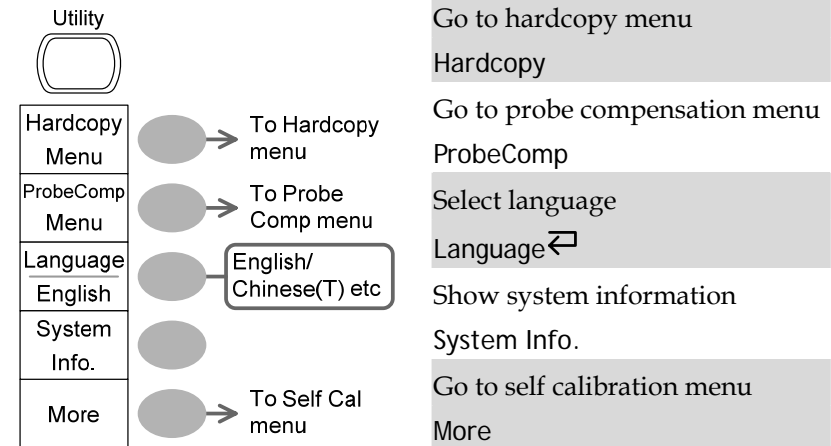 Utility
Hardcopy
Menu
To Hardcopy
menu
ProbeComp
Menu
To Probe
Comp menu
Language
English
English/
Chinese(T) etc
System
Info.
More
To Self Cal
menu
Go to hardcopy menu
Hardcopy
Go to probe compensation menu
ProbeComp
Select language
Language
Show system information
System Info.
Go to self calibration menu
More